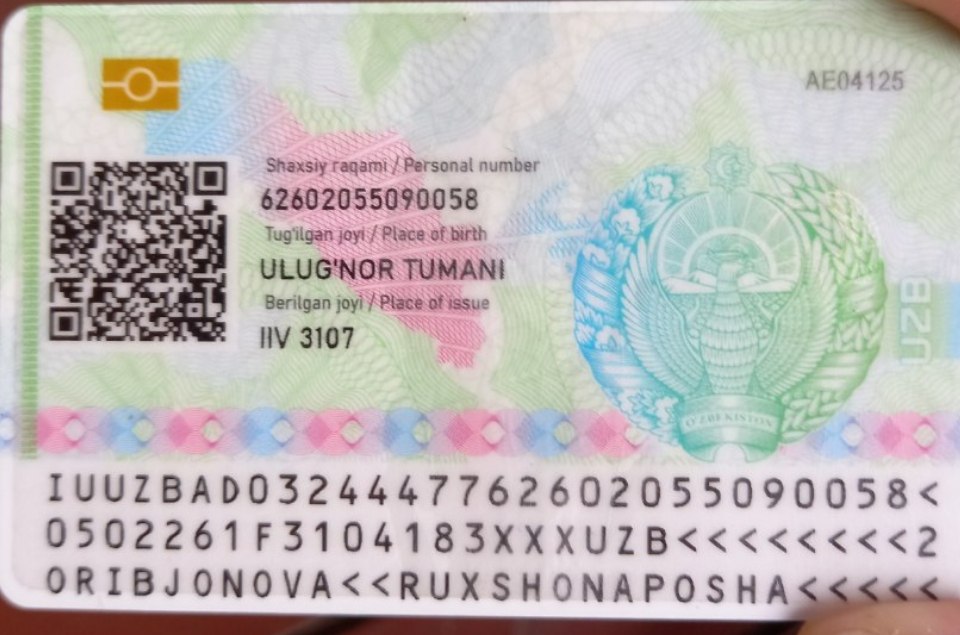 AE04125
Shaxsiy raqami / Personal number
62602055090058
Tug'ilgan joyi / Place of birth
ULUG'NOR TUMANI
Berilgan joyi / Place of issue
IIV 3107
UZB
O'ZBEKISTON
IUUZBAD0324447762602055090058<
0502261F3104183XXXUZB<<<<<<<<2
ORIBJONOVA<<RUXSHONAPOSHA<<<<<